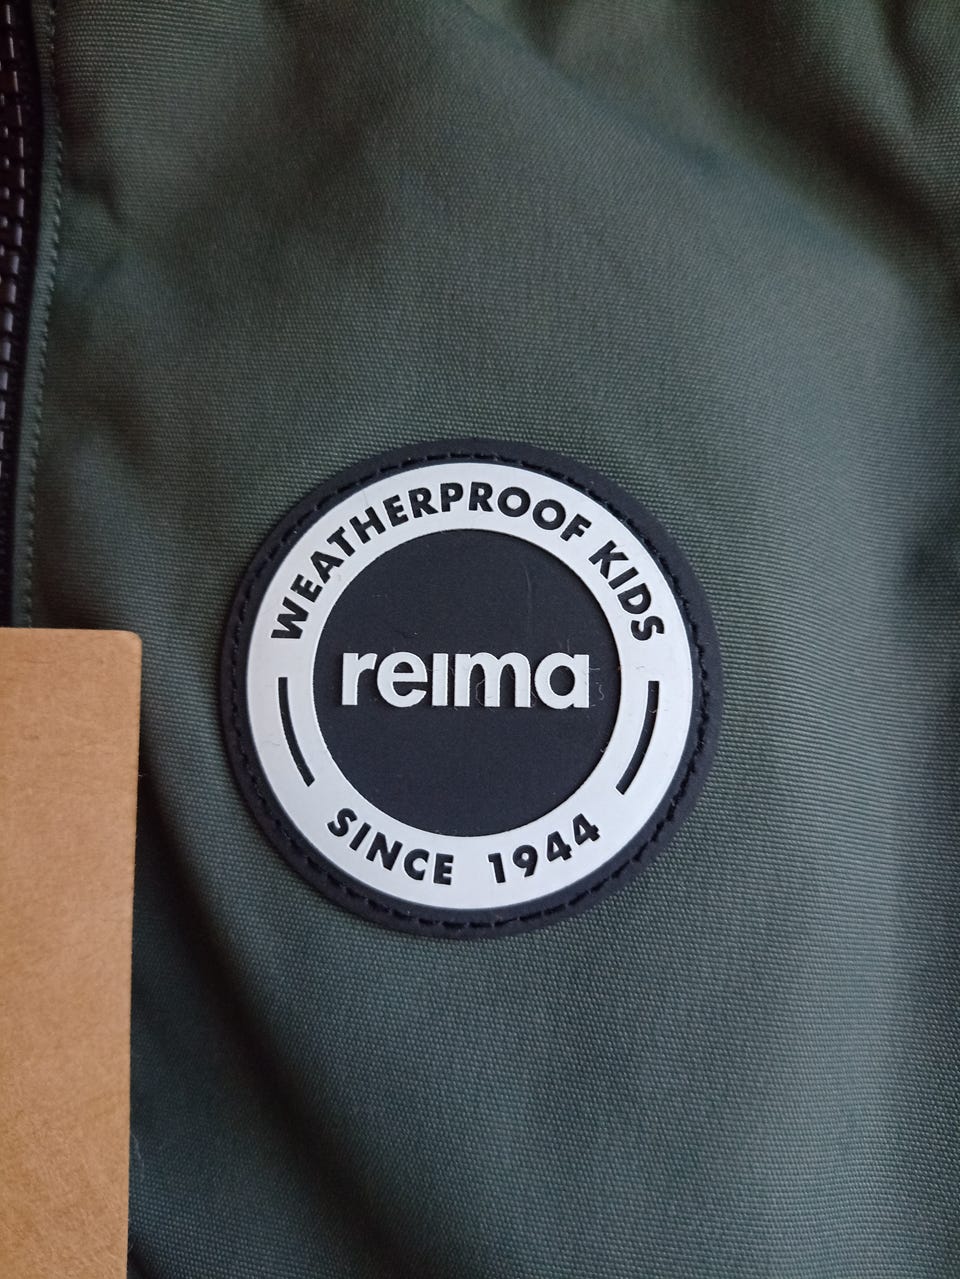 WEATHERPROOF KIDS
reima
SINCE 1944